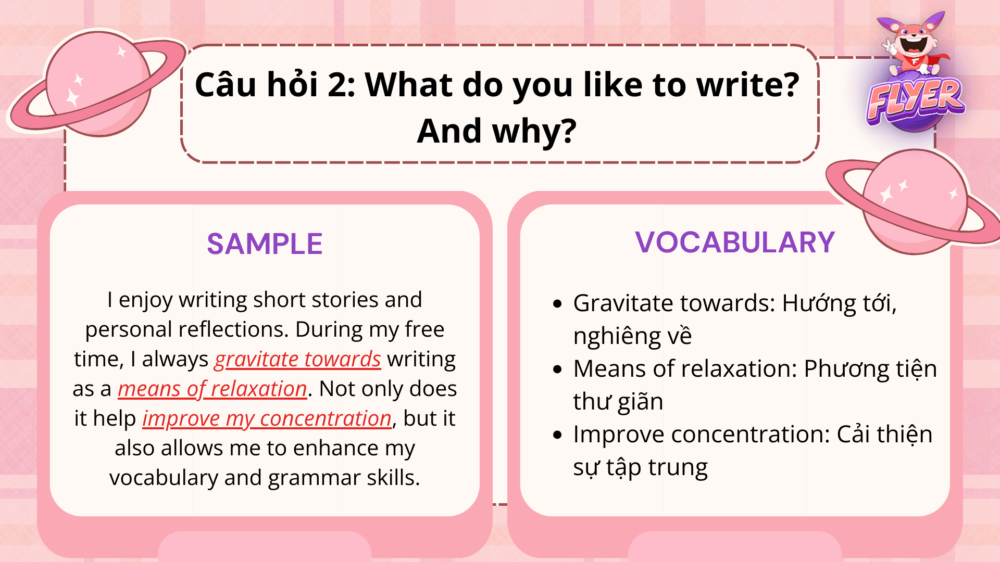 Câu hỏi 2: What do you like to write?
And why?
F
FLYER
SAMPLE
I enjoy writing short stories and
personal reflections. During my free
time, I always gravitate towards writing
as a means of relaxation. Not only does
it help improve my concentration, but it
also allows me to enhance my
vocabulary and grammar skills.
VOCABULARY
• Gravitate towards: Hướng tới,
nghiêng về
• Means of relaxation: Phương tiện
thư giãn
• Improve concentration: Cải thiện
sự tập trung